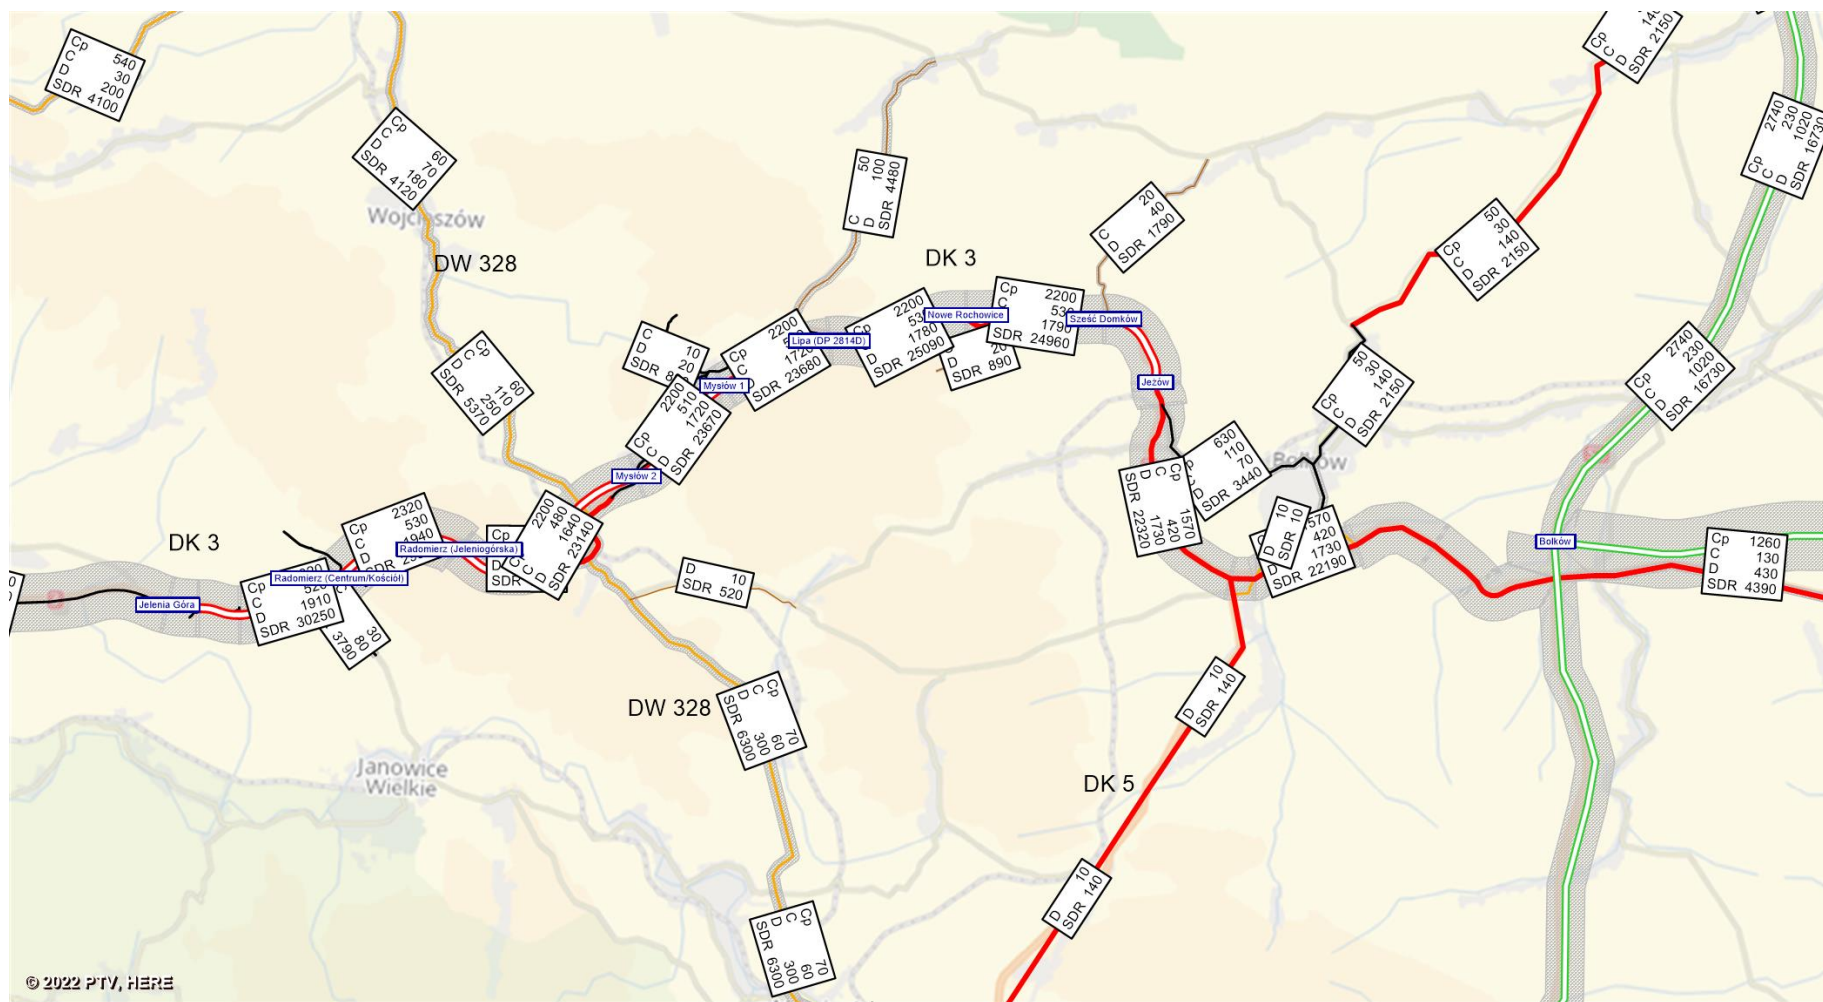 Cp 540
C 30
D 200
SDR 4100
Cp 60
C 70
D 180
SDR 4120
Wojcieszów
DW 328
Cp 60
C 110
D 250
SDR 5370
C 50
D 100
SDR 4480
DK 3
C 20
D 40
SDR 1790
Cp 50
C 30
D 140
SDR 2150
Cp
C
D
SDR 2150
Cp 2740
C 230
D 1020
SDR 16730
C 10
D 20
Cp 2200
D 1720
SDR 23680
Lipa (DP 2814D)
Cp 2200
D 1780
SDR 25090
Nowe Rochowice
D
SDR 890
Cp 2200
C 530
D 1790
SDR 24960
Sześć Domków
Jeżów
Mysłów 1
Cp 2200
C 510
D 1720
SDR 23670
Mysłów 2
Cp 50
C 30
D 140
SDR 2150
Cp 2740
C 230
D 1020
SDR 16730
630
110
D 70
SDR 3440
Bolków
Cp 1570
C 420
D 1730
SDR 22320
D 10
SDR 10
420
1730
SDR 22190
Bolków
Cp 1260
C 130
D 430
SDR 4390
DK 3
Cp 2320
C 530
D 1940
Radomierz (Jeleniogórska)
Radomierz (Centrum/Kościół)
Cp
C
D 1910
SDR 30250
Jelenia Góra
30
80
3790
Cp
D
SDR
2200
480
D 1640
SDR 23140
D 10
SDR 520
DW 328
Cp 70
C 60
D 300
SDR 6300
D 10
SDR 140
DK 5
Janowice
Wielkie
D 10
SDR 140
Cp 70
C 60
D 300
SDR 6300
© 2022 PTV, HERE